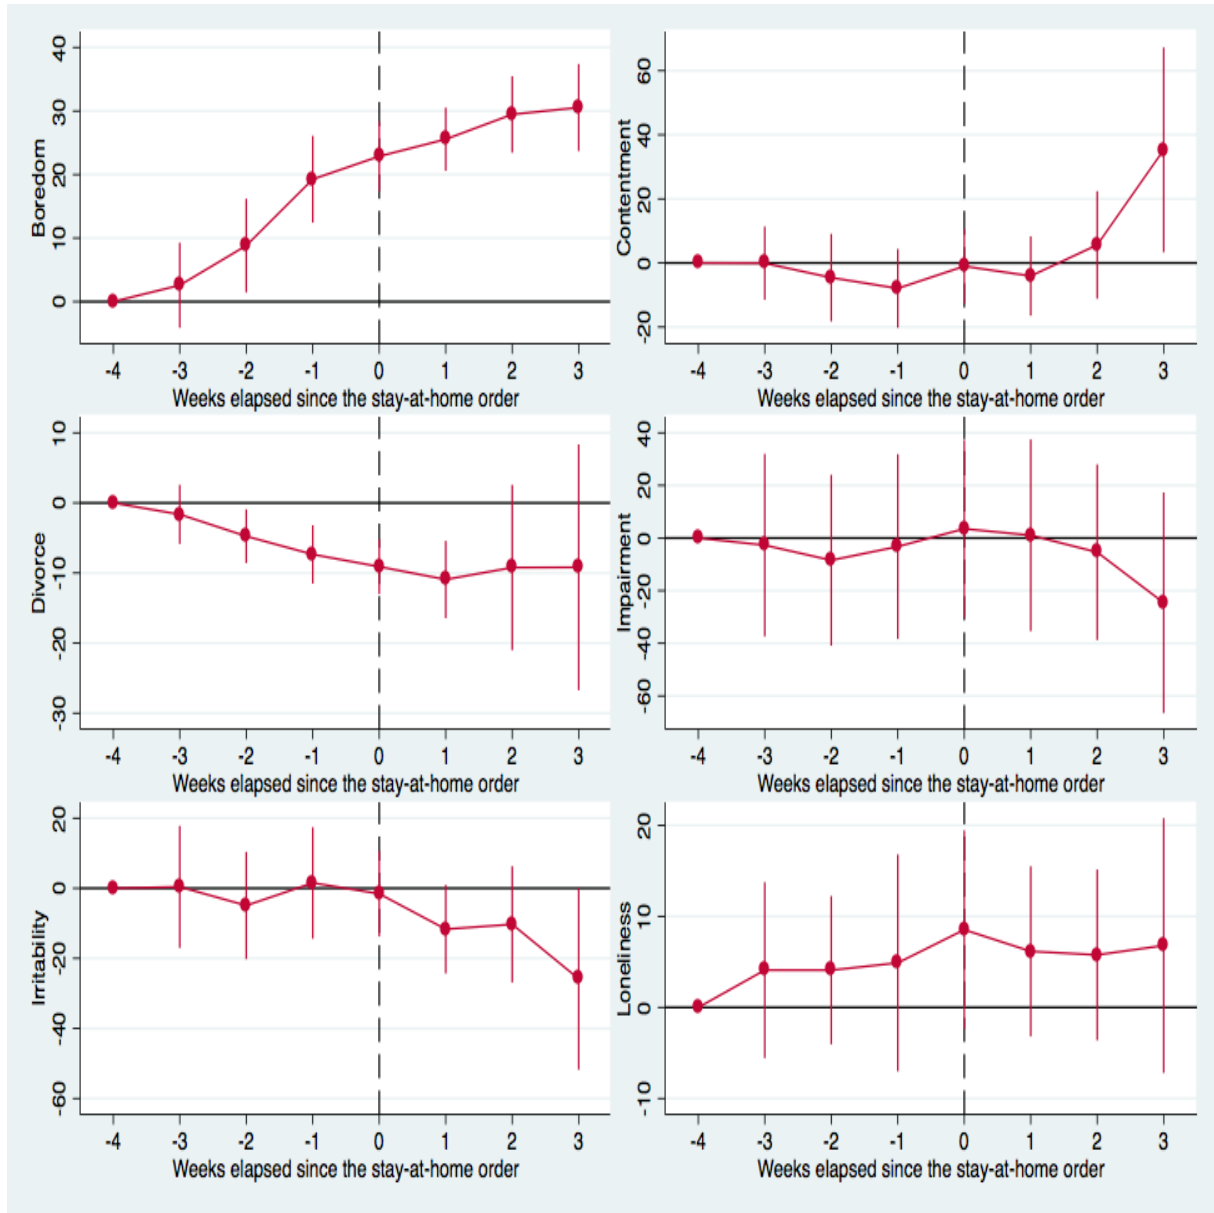 Boredom
40
30
20
10
0
-4 -3 -2 -1 0 1 2 3
Weeks elapsed since the stay-at-home order
Contentment
60
40
20
0
-20
-4 -3 -2 -1 0 1 2 3
Weeks elapsed since the stay-at-home order
Divorce
10
0
-10
-20
-30
-4 -3 -2 -1 0 1 2 3
Weeks elapsed since the stay-at-home order
Impairment
40
20
0
-20
-40
-60
-4 -3 -2 -1 0 1 2 3
Weeks elapsed since the stay-at-home order
Irritability
20
0
-20
-40
-60
-4 -3 -2 -1 0 1 2 3
Weeks elapsed since the stay-at-home order
Loneliness
20
10
0
-10
-4 -3 -2 -1 0 1 2 3
Weeks elapsed since the stay-at-home order